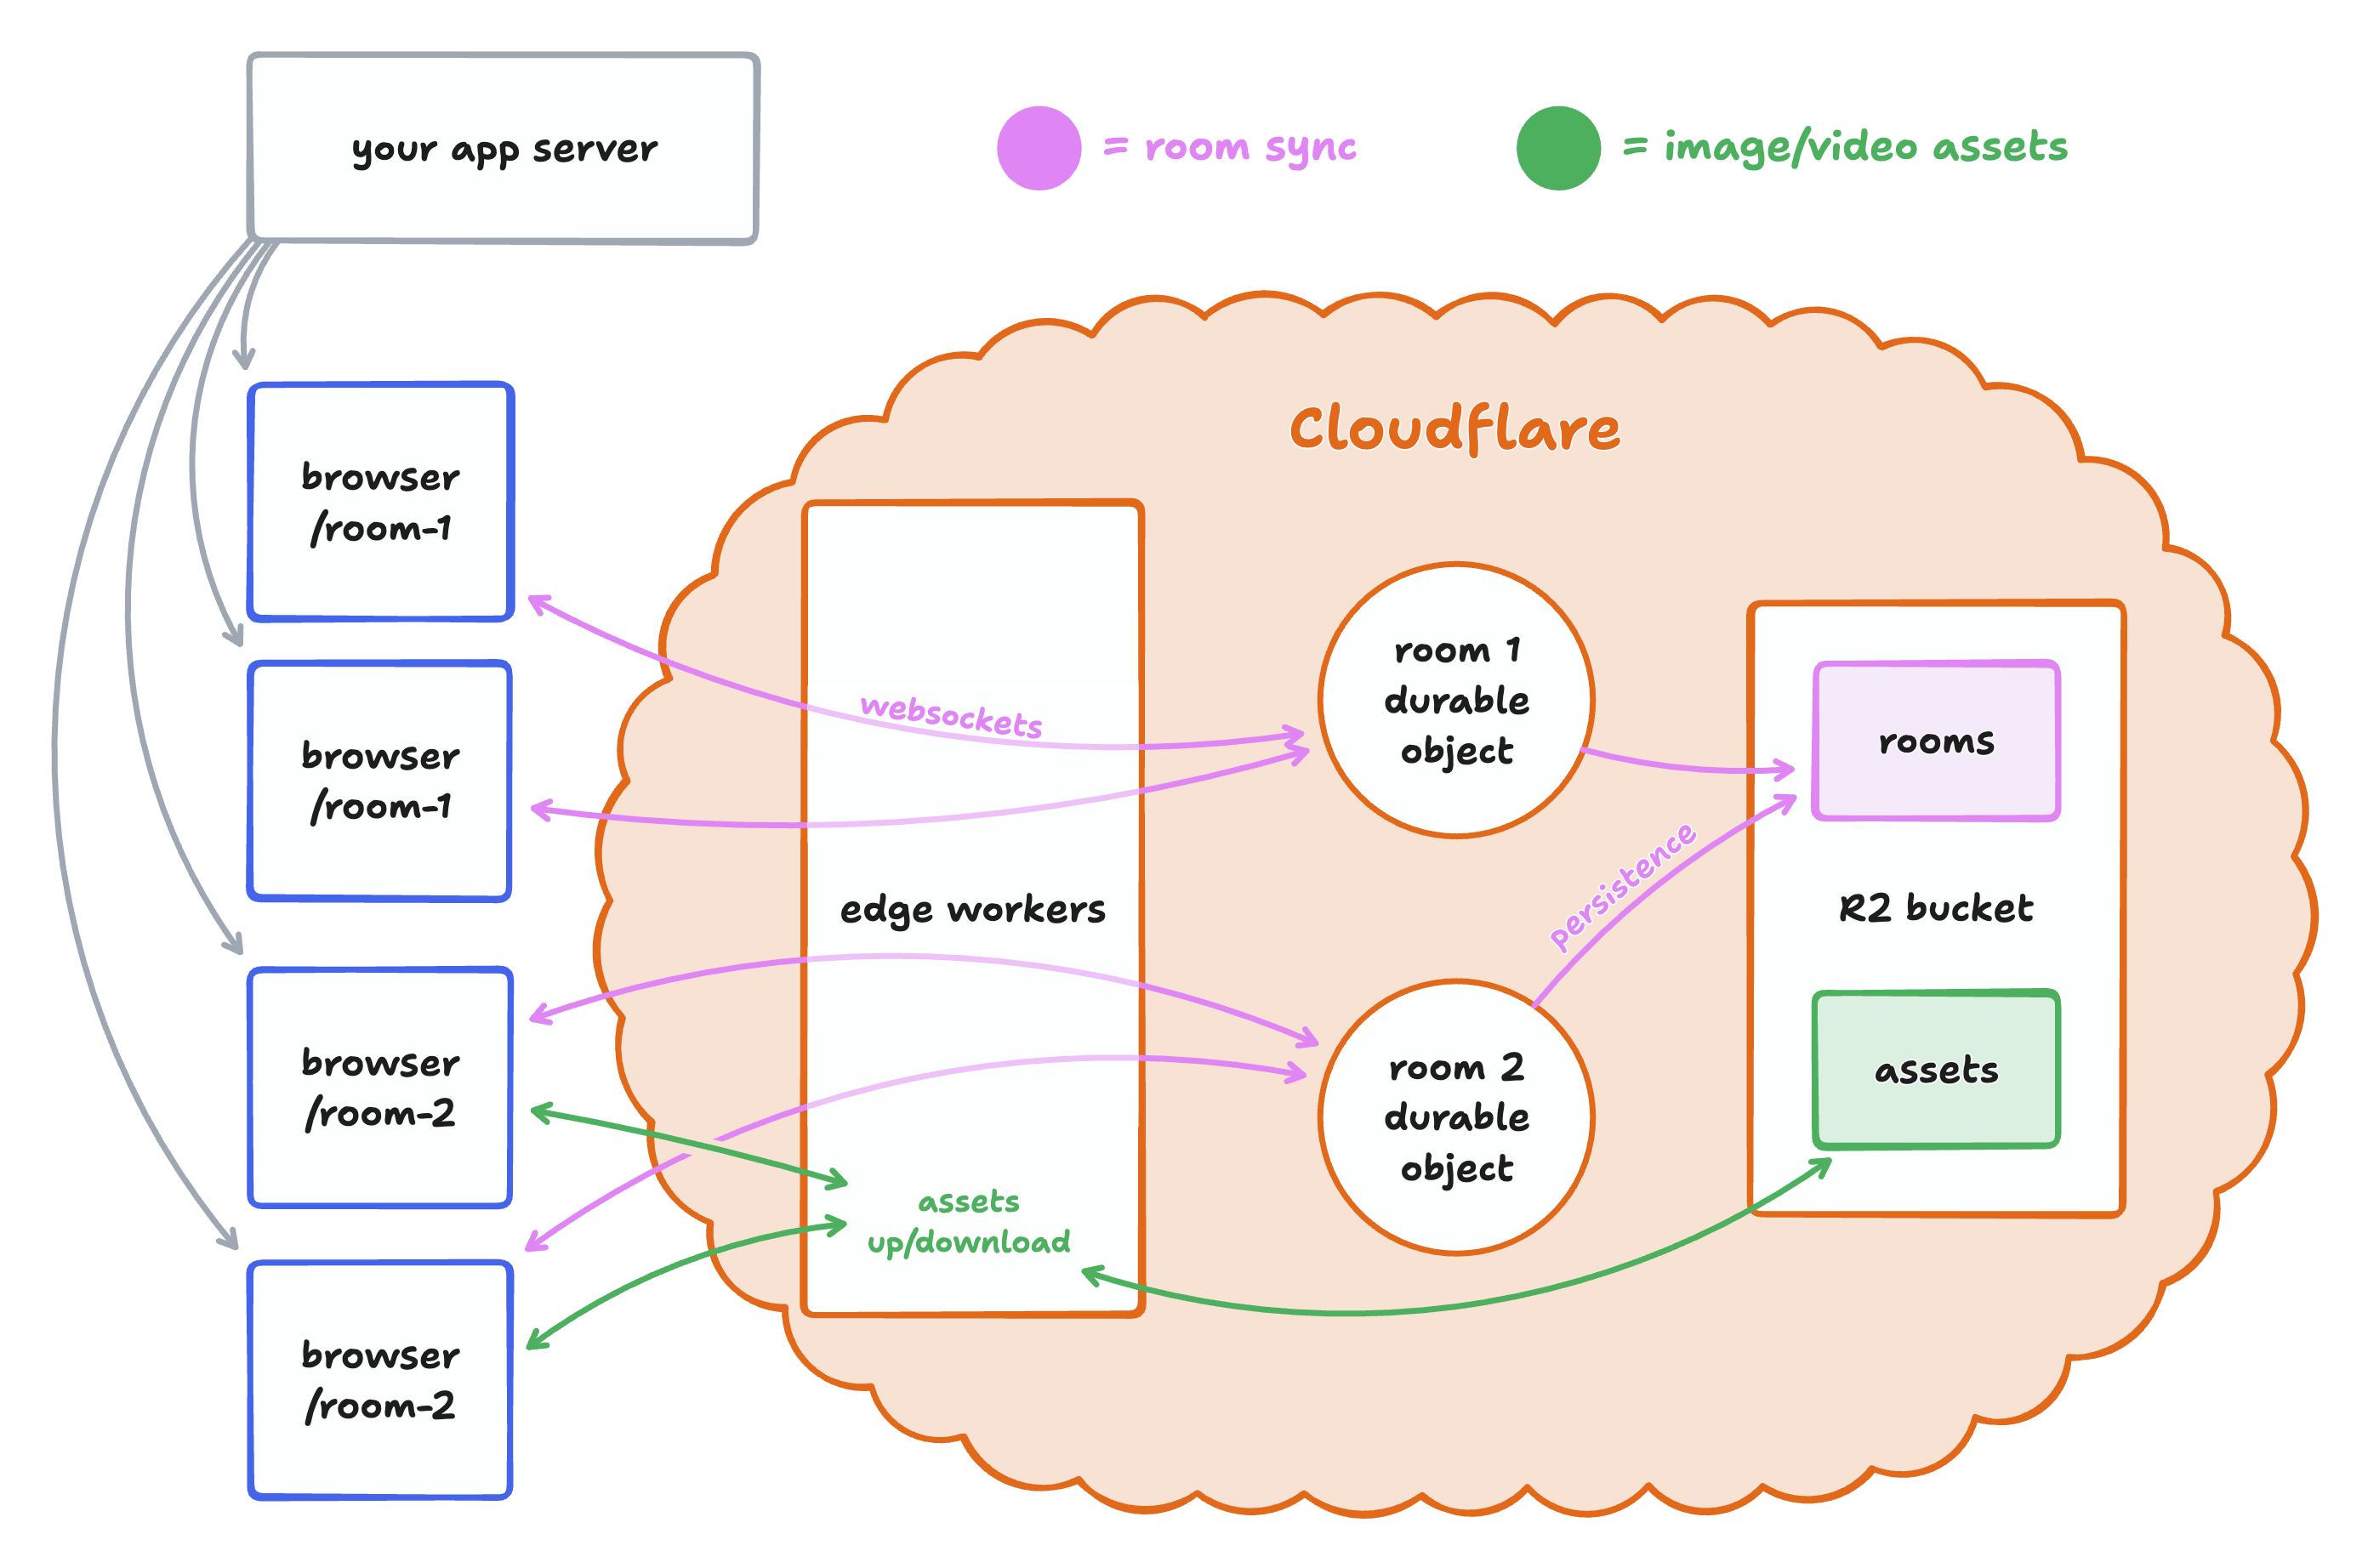 your app server
= room sync
= image/video assets
Cloudflare
browser
/room-1
browser
/room-1
browser
/room-2
browser
/room-2
websockets
edge workers
assets
up/download
room 1
durable
object
room 2
durable
object
Persistence
rooms
R2 bucket
assets